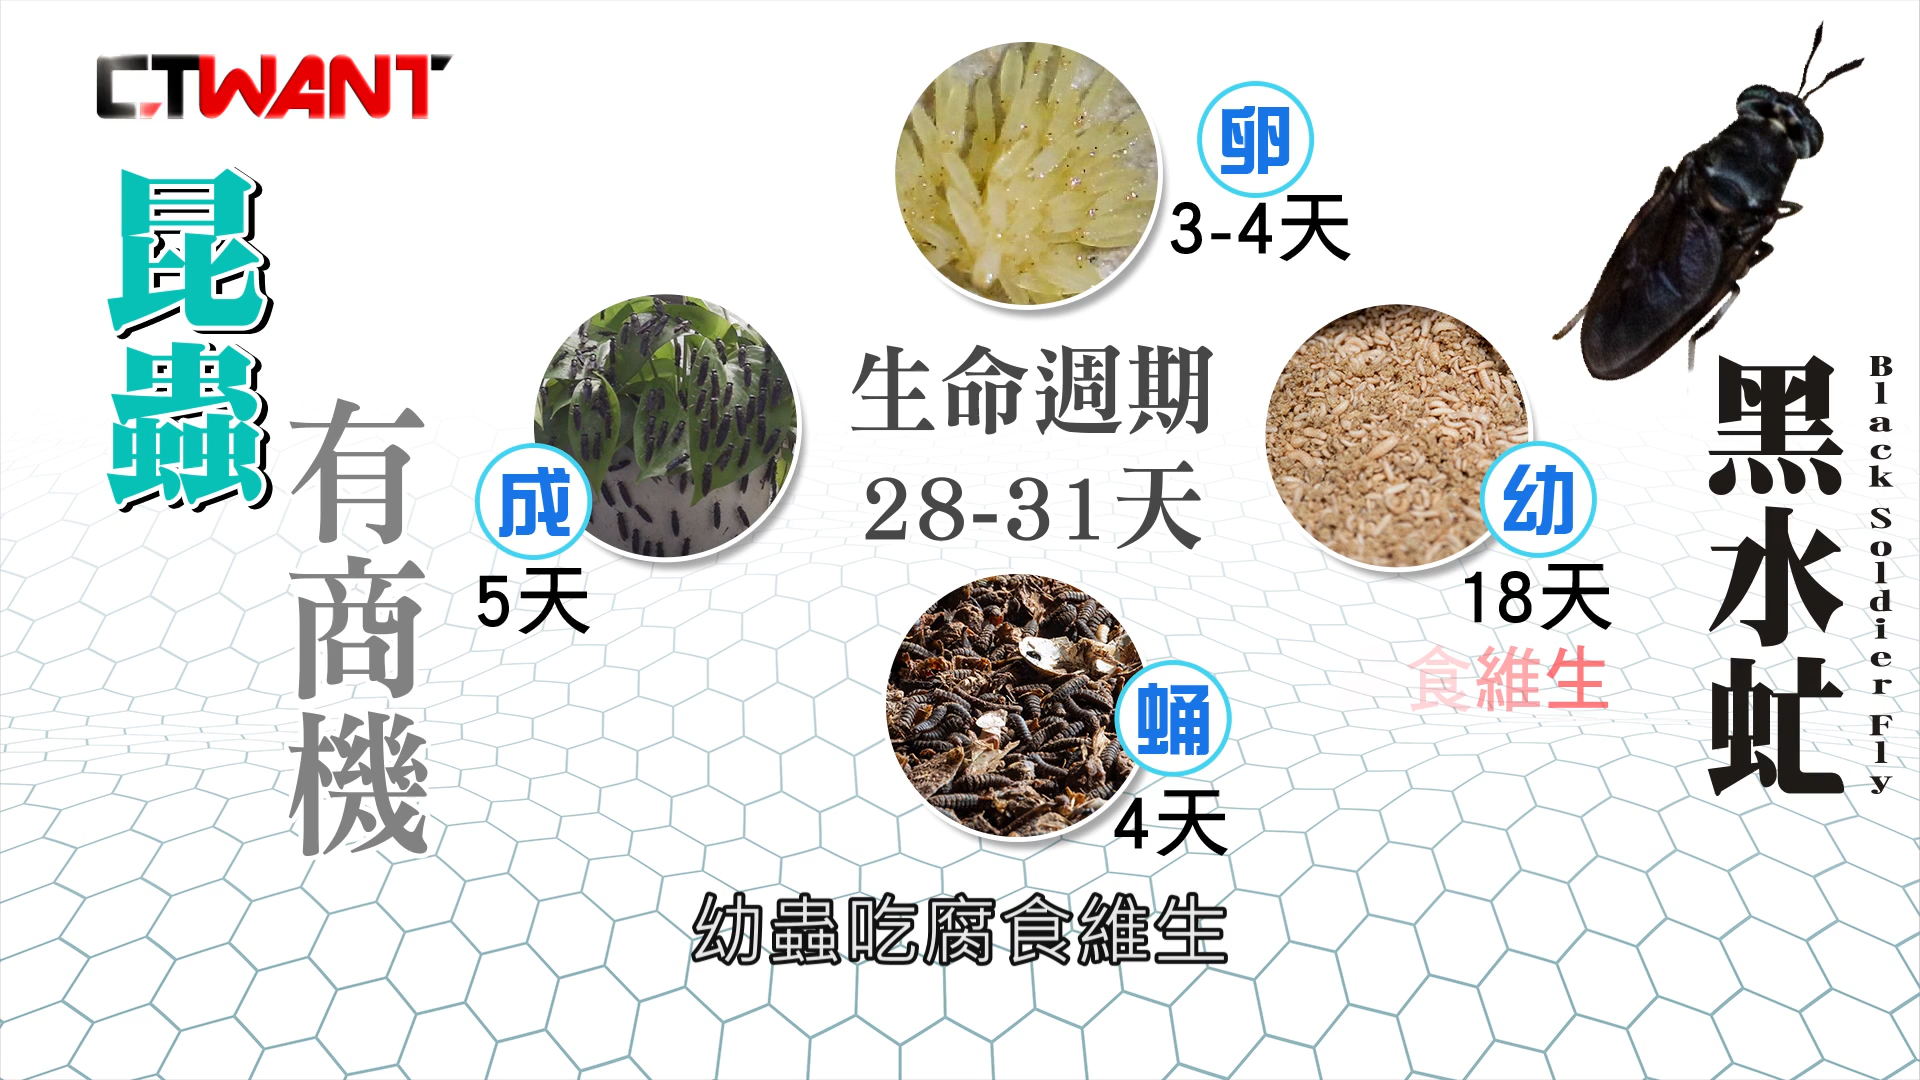 CTWANT
昆蟲
有商機
卵
3-4天
生命週期
28-31天
成
5天
幼
18天
食維生
蛹
4天
黑水虻
Black Soldier Fly
幼蟲吃腐食維生